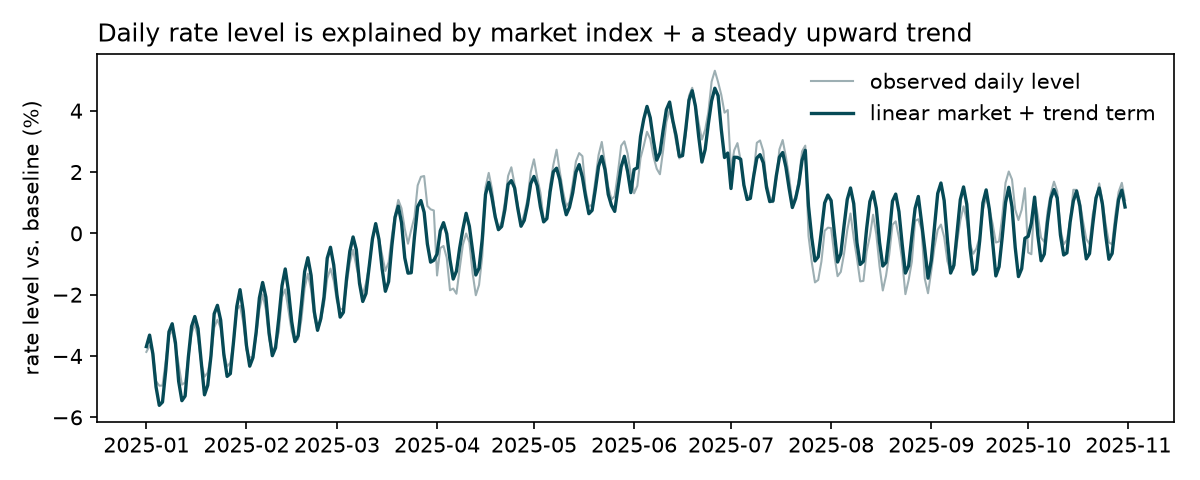 Daily rate level is explained by market index + a steady upward trend
observed daily level
linear market + trend term
rate level vs. baseline (%)
4
2
0
−2
−4
−6
2025-01 2025-02 2025-03 2025-04 2025-05 2025-06 2025-07 2025-08 2025-09 2025-10 2025-11